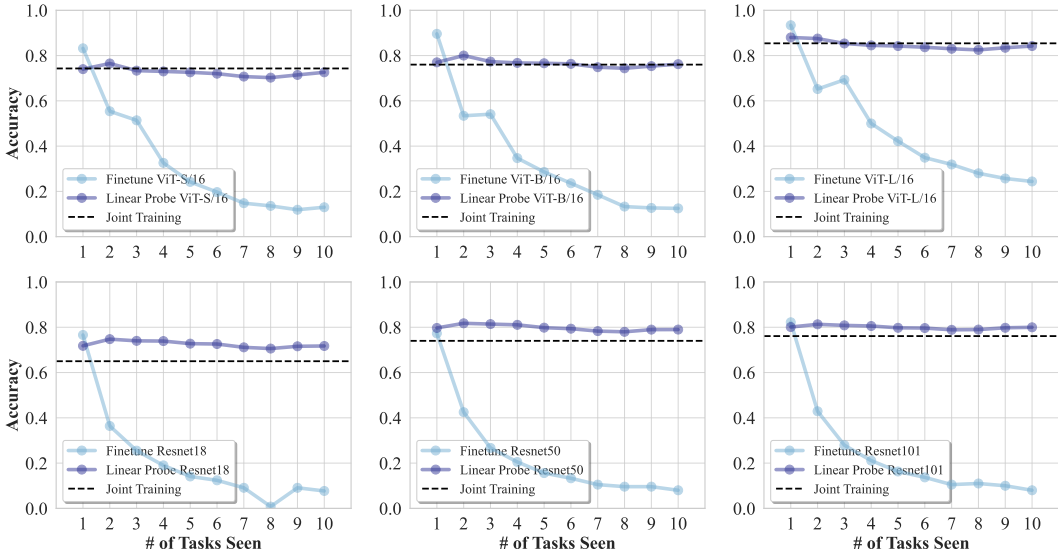 1.0
0.8
0.6
0.4
0.2
0.0
Accuracy
Finetune ViT-S/16
Linear Probe ViT-S/16
Joint Training
1 2 3 4 5 6 7 8 9 10
1.0
0.8
0.6
0.4
0.2
0.0
Finetune ViT-B/16
Linear Probe ViT-B/16
Joint Training
1 2 3 4 5 6 7 8 9 10
1.0
0.8
0.6
0.4
0.2
0.0
Finetune ViT-L/16
Linear Probe ViT-L/16
Joint Training
1 2 3 4 5 6 7 8 9 10
1.0
0.8
0.6
0.4
0.2
0.0
Accuracy
Finetune Resnet18
Linear Probe Resnet18
Joint Training
1 2 3 4 5 6 7 8 9 10
# of Tasks Seen
1.0
0.8
0.6
0.4
0.2
0.0
Finetune Resnet50
Linear Probe Resnet50
Joint Training
1 2 3 4 5 6 7 8 9 10
# of Tasks Seen
1.0
0.8
0.6
0.4
0.2
0.0
Finetune Resnet101
Linear Probe Resnet101
Joint Training
1 2 3 4 5 6 7 8 9 10
# of Tasks Seen